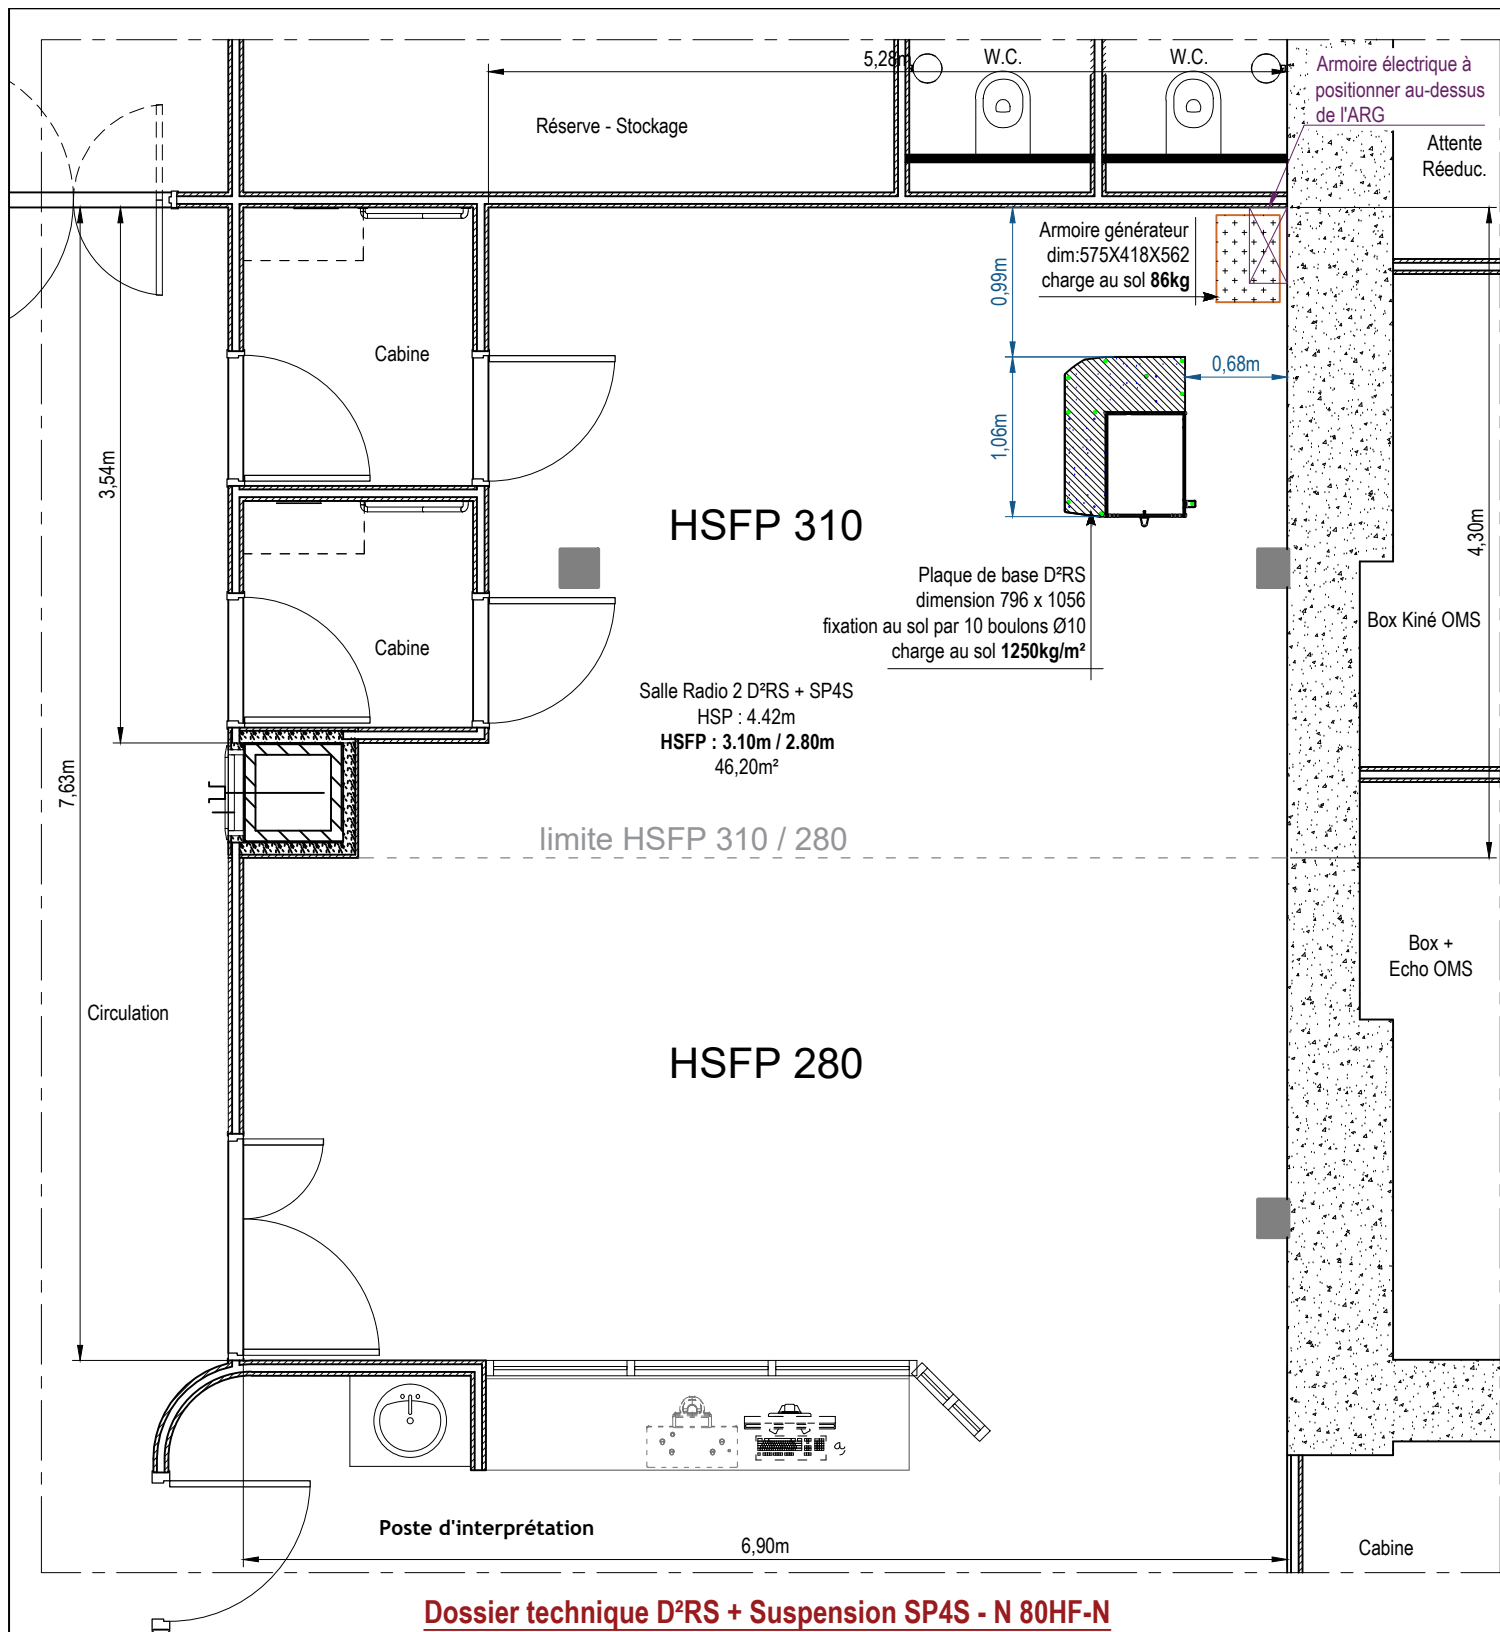 5,28m
W.C.
W.C.
Armoire électrique à
positionner au-dessus
de l'ARG
Réserve - Stockage
Attente
Réeduc.
Armoire générateur
dim:575X418X562
charge au sol 86kg
0,99m
Cabine
0,68m
1,06m
3,54m
HSFP 310
4,30m
Plaque de base D²RS
dimension 796 x 1056
fixation au sol par 10 boulons Ø10
charge au sol 1250kg/m²
Box Kiné OMS
Cabine
Salle Radio 2 D²RS + SP4S
HSP : 4.42m
HSFP : 3.10m / 2.80m
46,20m²
7,63m
limite HSFP 310 / 280
Box +
Echo OMS
Circulation
HSFP 280
Poste d'interprétation
6,90m
Cabine
Dossier technique D²RS + Suspension SP4S - N 80HF-N